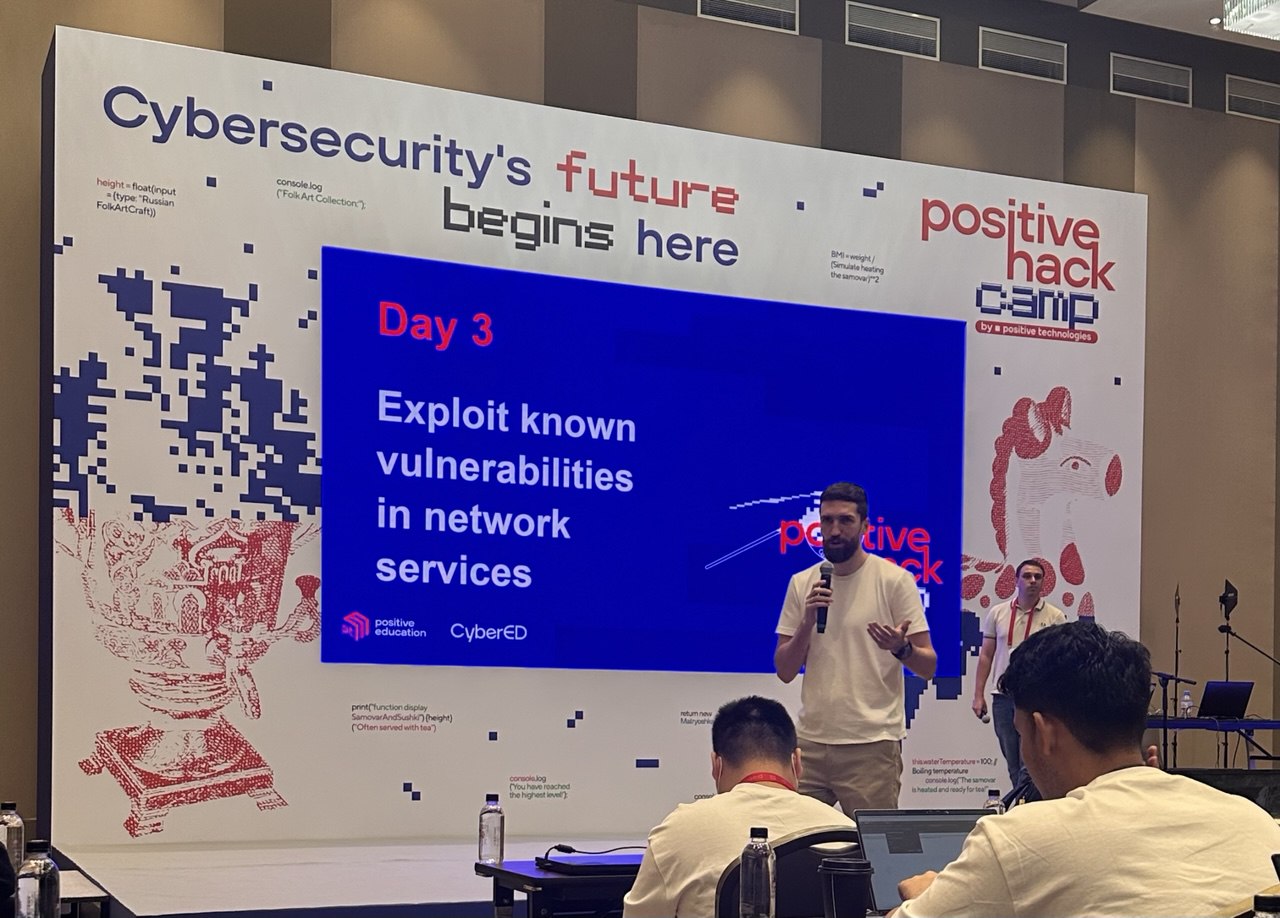 Cybersecurity's future
begins here
height = float(input
= (type: "Russian
FolkArtCraft))
console.log
("Folk Art Collection:");
BMI = weight /
(Simulate heating
the samovar)**2
positive
hack
camp
by positive technologies
Day 3
Exploit known
vulnerabilities
in network
services
positive
education
CyberED
positive
print("function display
SamovarAndSushki") {height}
("Often served with tea")
return new
console.log
("You have reached
the highest level!");
this.waterTemperature = 100; //
Boiling temperature
console.log("The samovar
is heated and ready for tea!"